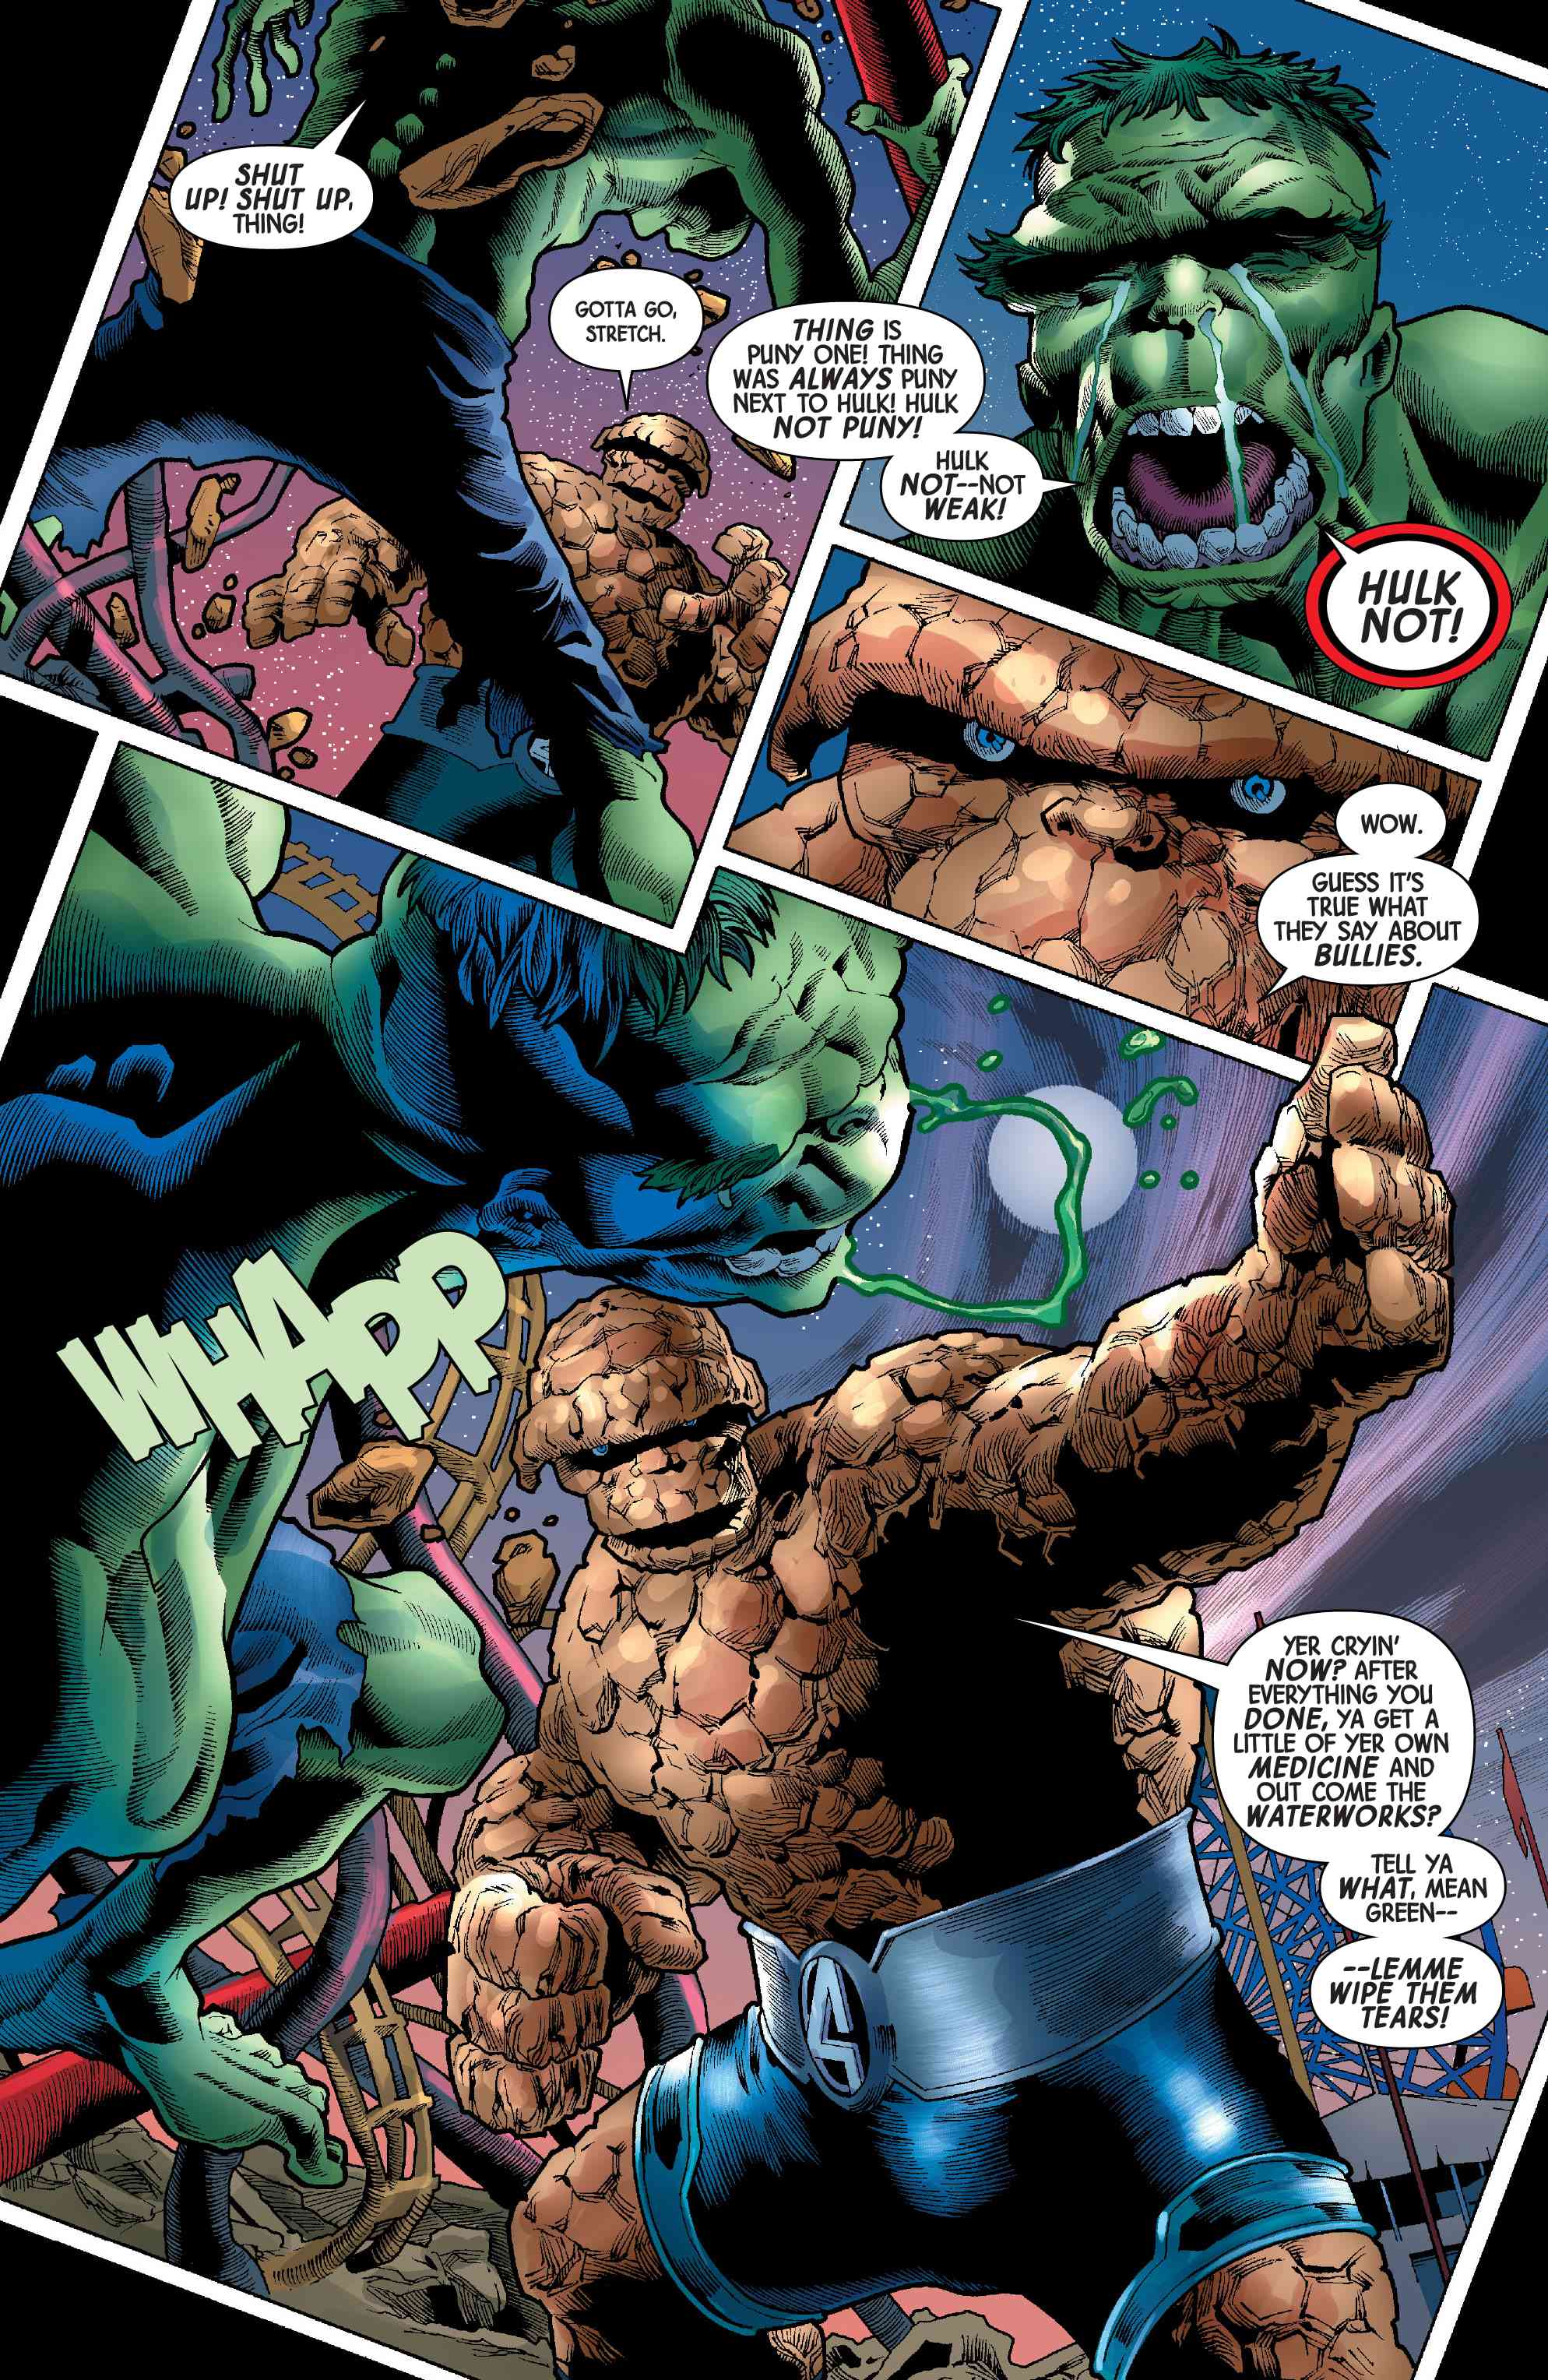 SHUT
UP! SHUT UP,
THING!
GOTTA GO,
STRETCH.
THING IS
PUNY ONE! THING
WAS ALWAYS PUNY
NEXT TO HULK! HULK
NOT PUNY!
HULK
NOT--NOT
WEAK!
HULK
NOT!
WOW.
GUESS IT'S
TRUE WHAT
THEY SAY ABOUT
BULLIES.
WHAPP
YER CRYIN'
NOW? AFTER
EVERYTHING YOU
DONE, YA GET A
LITTLE OF YER OWN
MEDICINE AND
OUT COME THE
WATERWORKS?
TELL YA
WHAT, MEAN
GREEN--
--LEMME
WIPE THEM
TEARS!